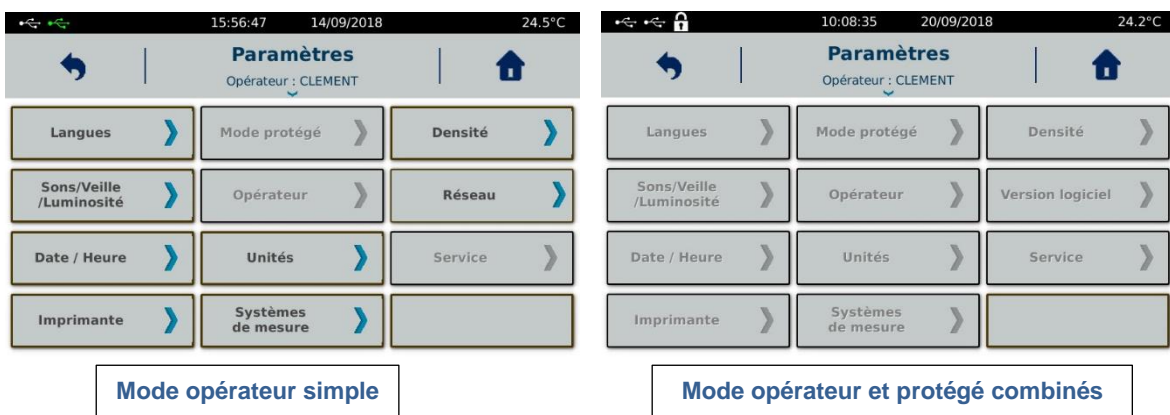 15:56:47 14/09/2018 24.5°C
Paramètres
Opérateur : CLEMENT
Langues
Mode protégé
Densité
Sons/Veille
/Luminosité
Opérateur
Réseau
Date / Heure
Unités
Service
Imprimante
Systèmes
de mesure
Mode opérateur simple
10:08:35 20/09/2018 24.2°C
Paramètres
Opérateur : CLEMENT
Langues
Mode protégé
Densité
Sons/Veille
/Luminosité
Opérateur
Version logiciel
Date / Heure
Unités
Service
Imprimante
Systèmes
de mesure
Mode opérateur et protégé combinés